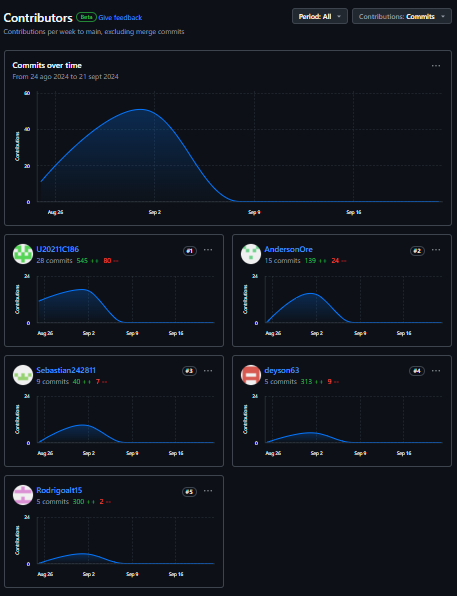 Contributors Beta Give feedback
Contributions per week to main, excluding merge commits
Period: All
Contributions: Commits
Commits over time
From 24 ago 2024 to 21 sept 2024
Contributions
60
40
20
0
Aug 26 Sep 2 Sep 9 Sep 16
U20211C186 #1
28 commits 545 ++ 80 --
Contributions
24
0
Aug 26 Sep 2 Sep 9 Sep 16
AndersonOre #2
15 commits 139 ++ 24 --
Contributions
24
0
Aug 26 Sep 2 Sep 9 Sep 16
Sebastian242811 #3
9 commits 40 ++ 7 --
Contributions
24
0
Aug 26 Sep 2 Sep 9 Sep 16
deyson63 #4
5 commits 313 ++ 9 --
Contributions
24
0
Aug 26 Sep 2 Sep 9 Sep 16
Rodrigoalt15 #5
5 commits 300 ++ 2 --
Contributions
24
0
Aug 26 Sep 2 Sep 9 Sep 16